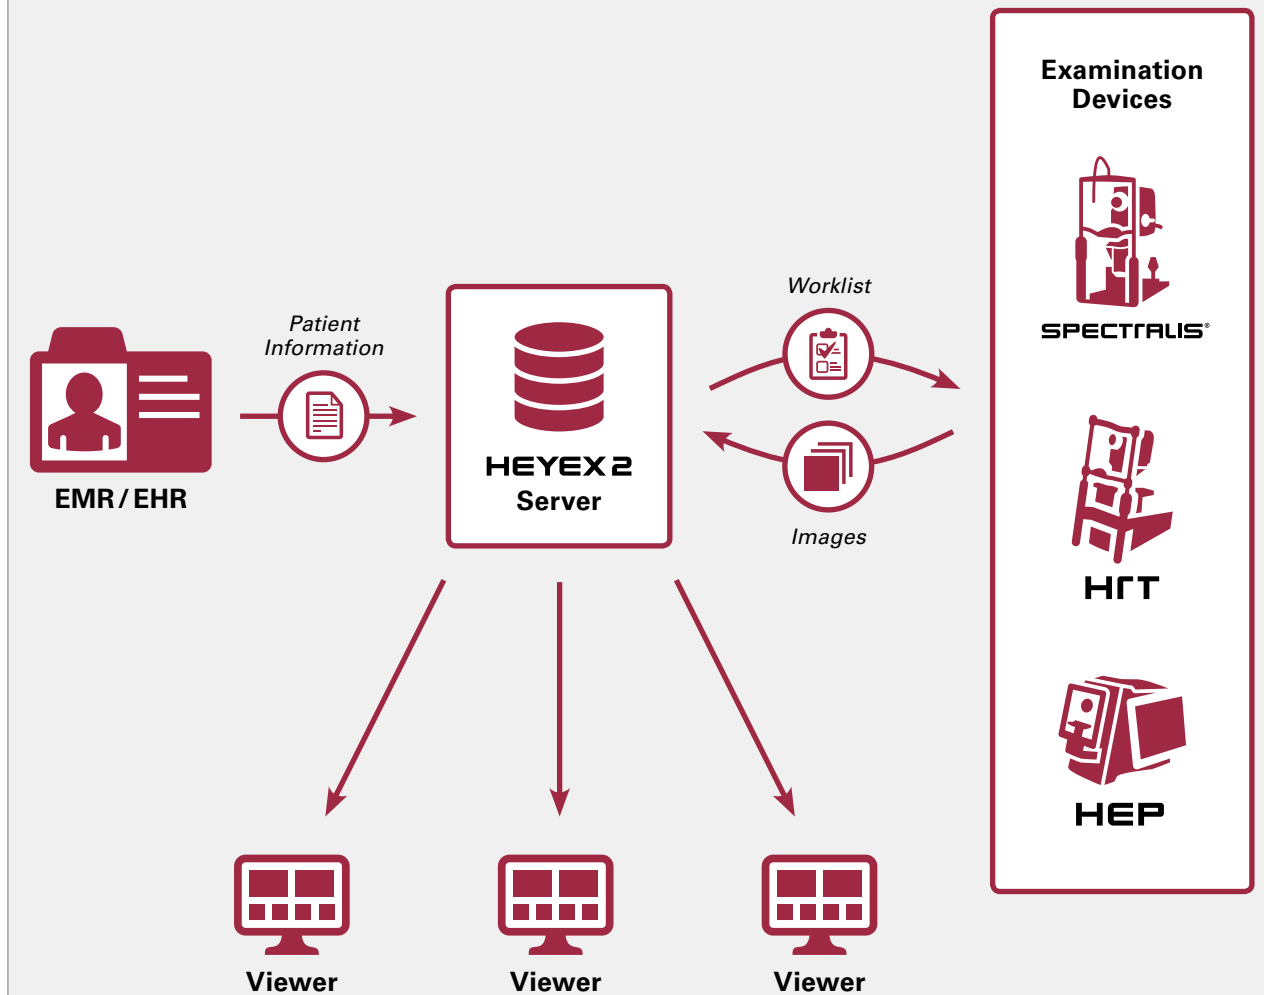 Examination
Devices
SPECTRALIS®
Worklist
Patient
Information
HEYEX 2
Server
EMR / EHR
Images
HRT
HEP
Viewer
Viewer
Viewer